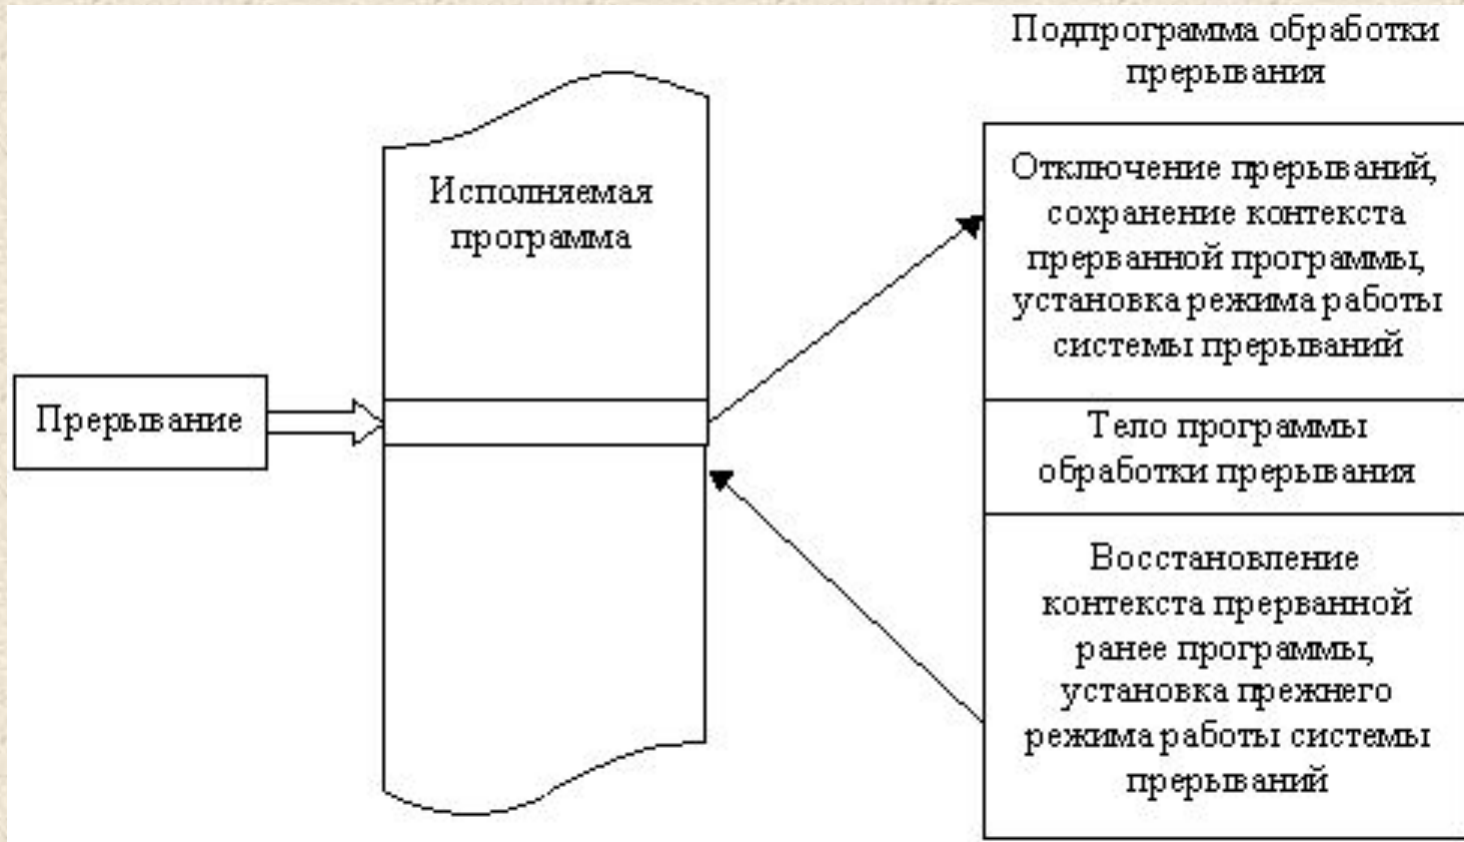 Подпрограмма обработки
прерывания
Исполняемая
программа
Прерывание
Отключение прерываний,
сохранение контекста
прерванной программы,
установка режима работы
системы прерываний
Тело программы
обработки прерывания
Восстановление
контекста прерванной
ранее программы,
установка прежнего
режима работы системы
прерываний